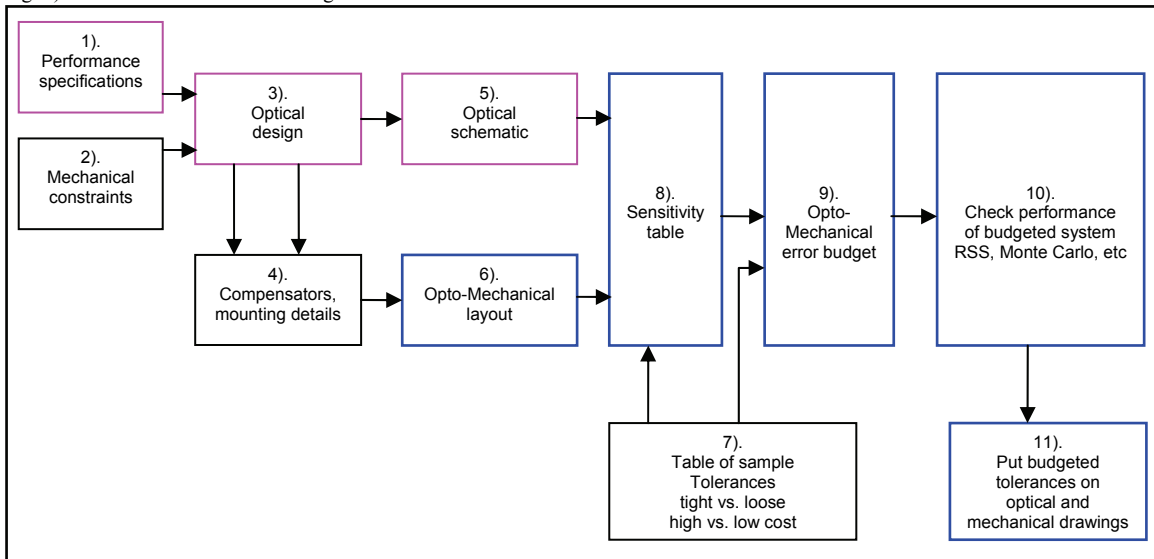 1).
Performance
specifications
2).
Mechanical
constraints
3).
Optical
design
4).
Compensators,
mounting details
5).
Optical
schematic
6).
Opto-Mechanical
layout
7).
Table of sample
Tolerances
tight vs. loose
high vs. low cost
8).
Sensitivity
table
9).
Opto-
Mechanical
error budget
10).
Check performance
of budgeted system
RSS, Monte Carlo, etc
11).
Put budgeted
tolerances on
optical and
mechanical drawings